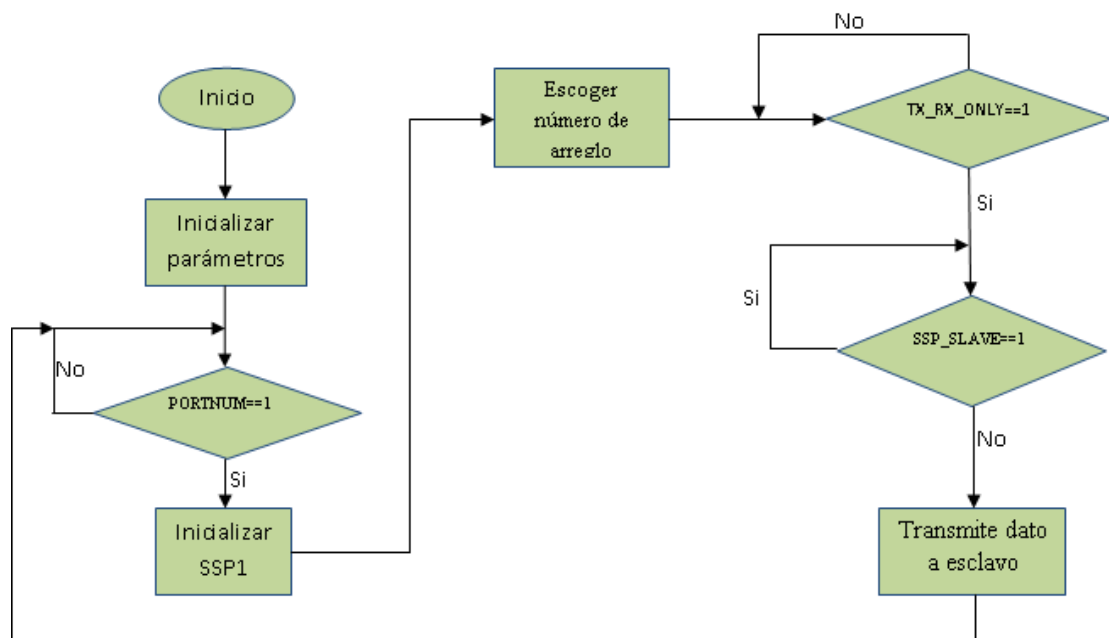 Inicio
Inicializar
parámetros
No
PORTNUM==1
Si
Inicializar
SSP1
Escoger
número de
arreglo
No
TX_RX_ONLY==1
Si
Si
SSP_SLAVE==1
No
Transmite dato
a esclavo